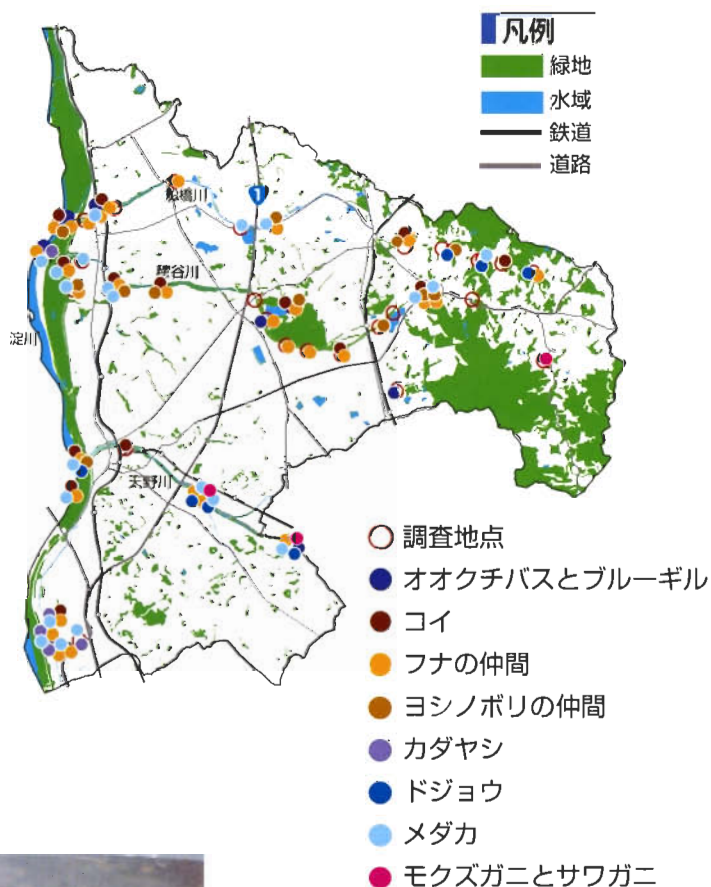 凡例
緑地
水域
鉄道
道路
1
船橋川
穂谷川
淀川
天野川
調査地点
オオクチバスとブルーギル
コイ
フナの仲間
ヨシノボリの仲間
カダヤシ
ドジョウ
メダカ
モクズガニとサワガニ